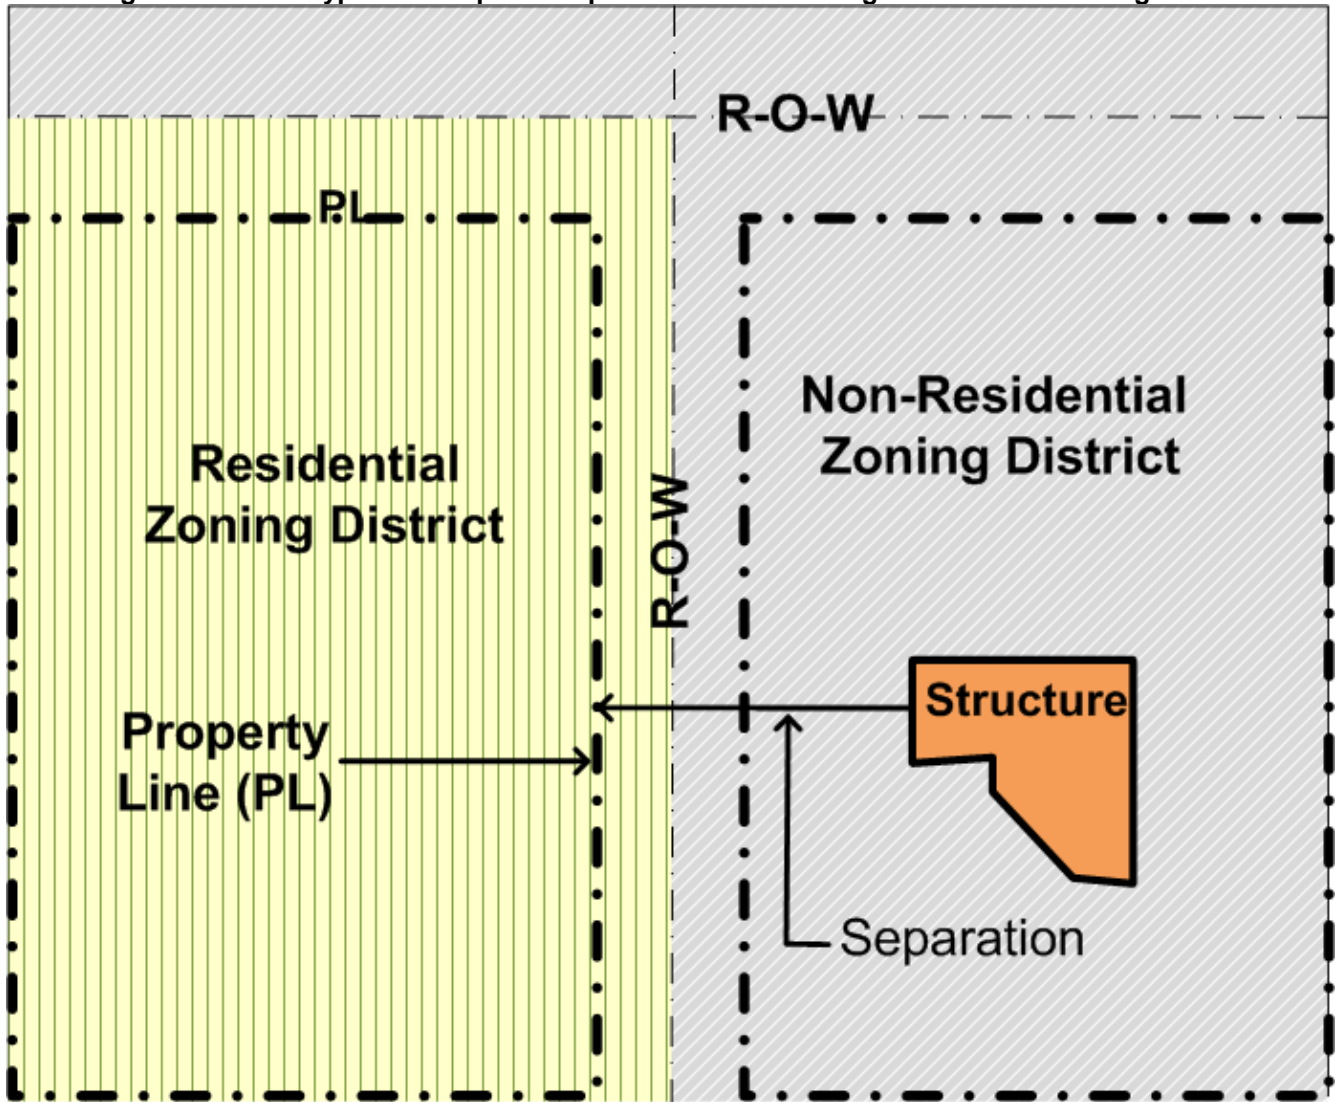 R-O-W
PL
Non-Residential
Zoning District
Residential
Zoning District
R-O-W
Structure
Property
Line (PL)
Separation